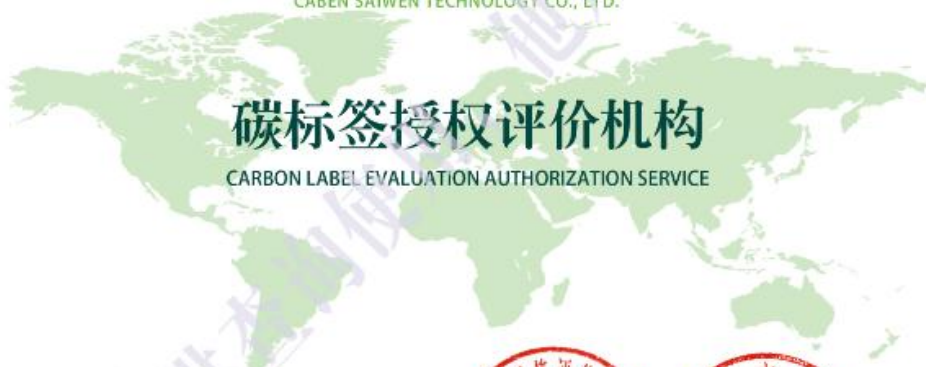 CABEN SAIWEN TECHNOLOGY CO., LTD.
碳标签授权评价机构
CARBON LABEL EVALUATION AUTHORIZATION SERVICE